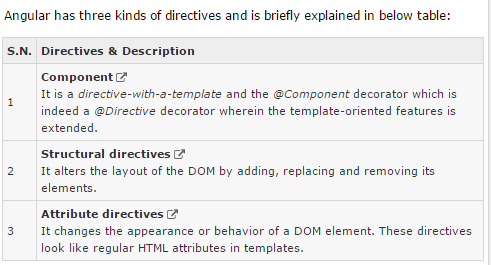 Angular has three kinds of directives and is briefly explained in below table:
S.N. Directives & Description
Component
1
It is a directive-with-a-template and the @Component decorator which is
indeed a @Directive decorator wherein the template-oriented features is
extended.
Structural directives
2
It alters the layout of the DOM by adding, replacing and removing its
elements.
Attribute directives
3
It changes the appearance or behavior of a DOM element. These directives
look like regular HTML attributes in templates.